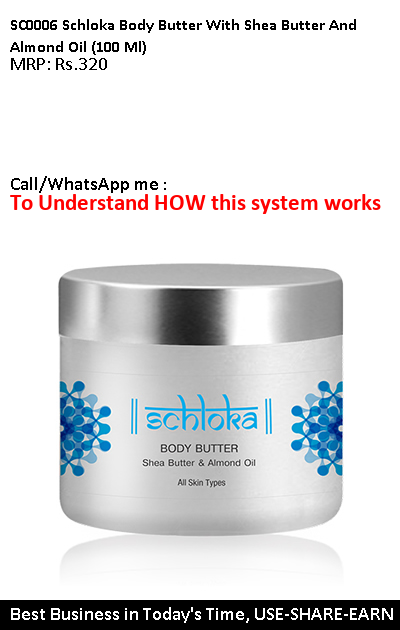 SC0006 Schloka Body Butter With Shea Butter And
Almond Oil (100 Ml)
MRP: Rs.320
Call/WhatsApp me :
To Understand HOW this system works
|| schloka ||
BODY BUTTER
Shea Butter & Almond Oil
All Skin Types
Best Business in Today's Time, USE-SHARE-EARN